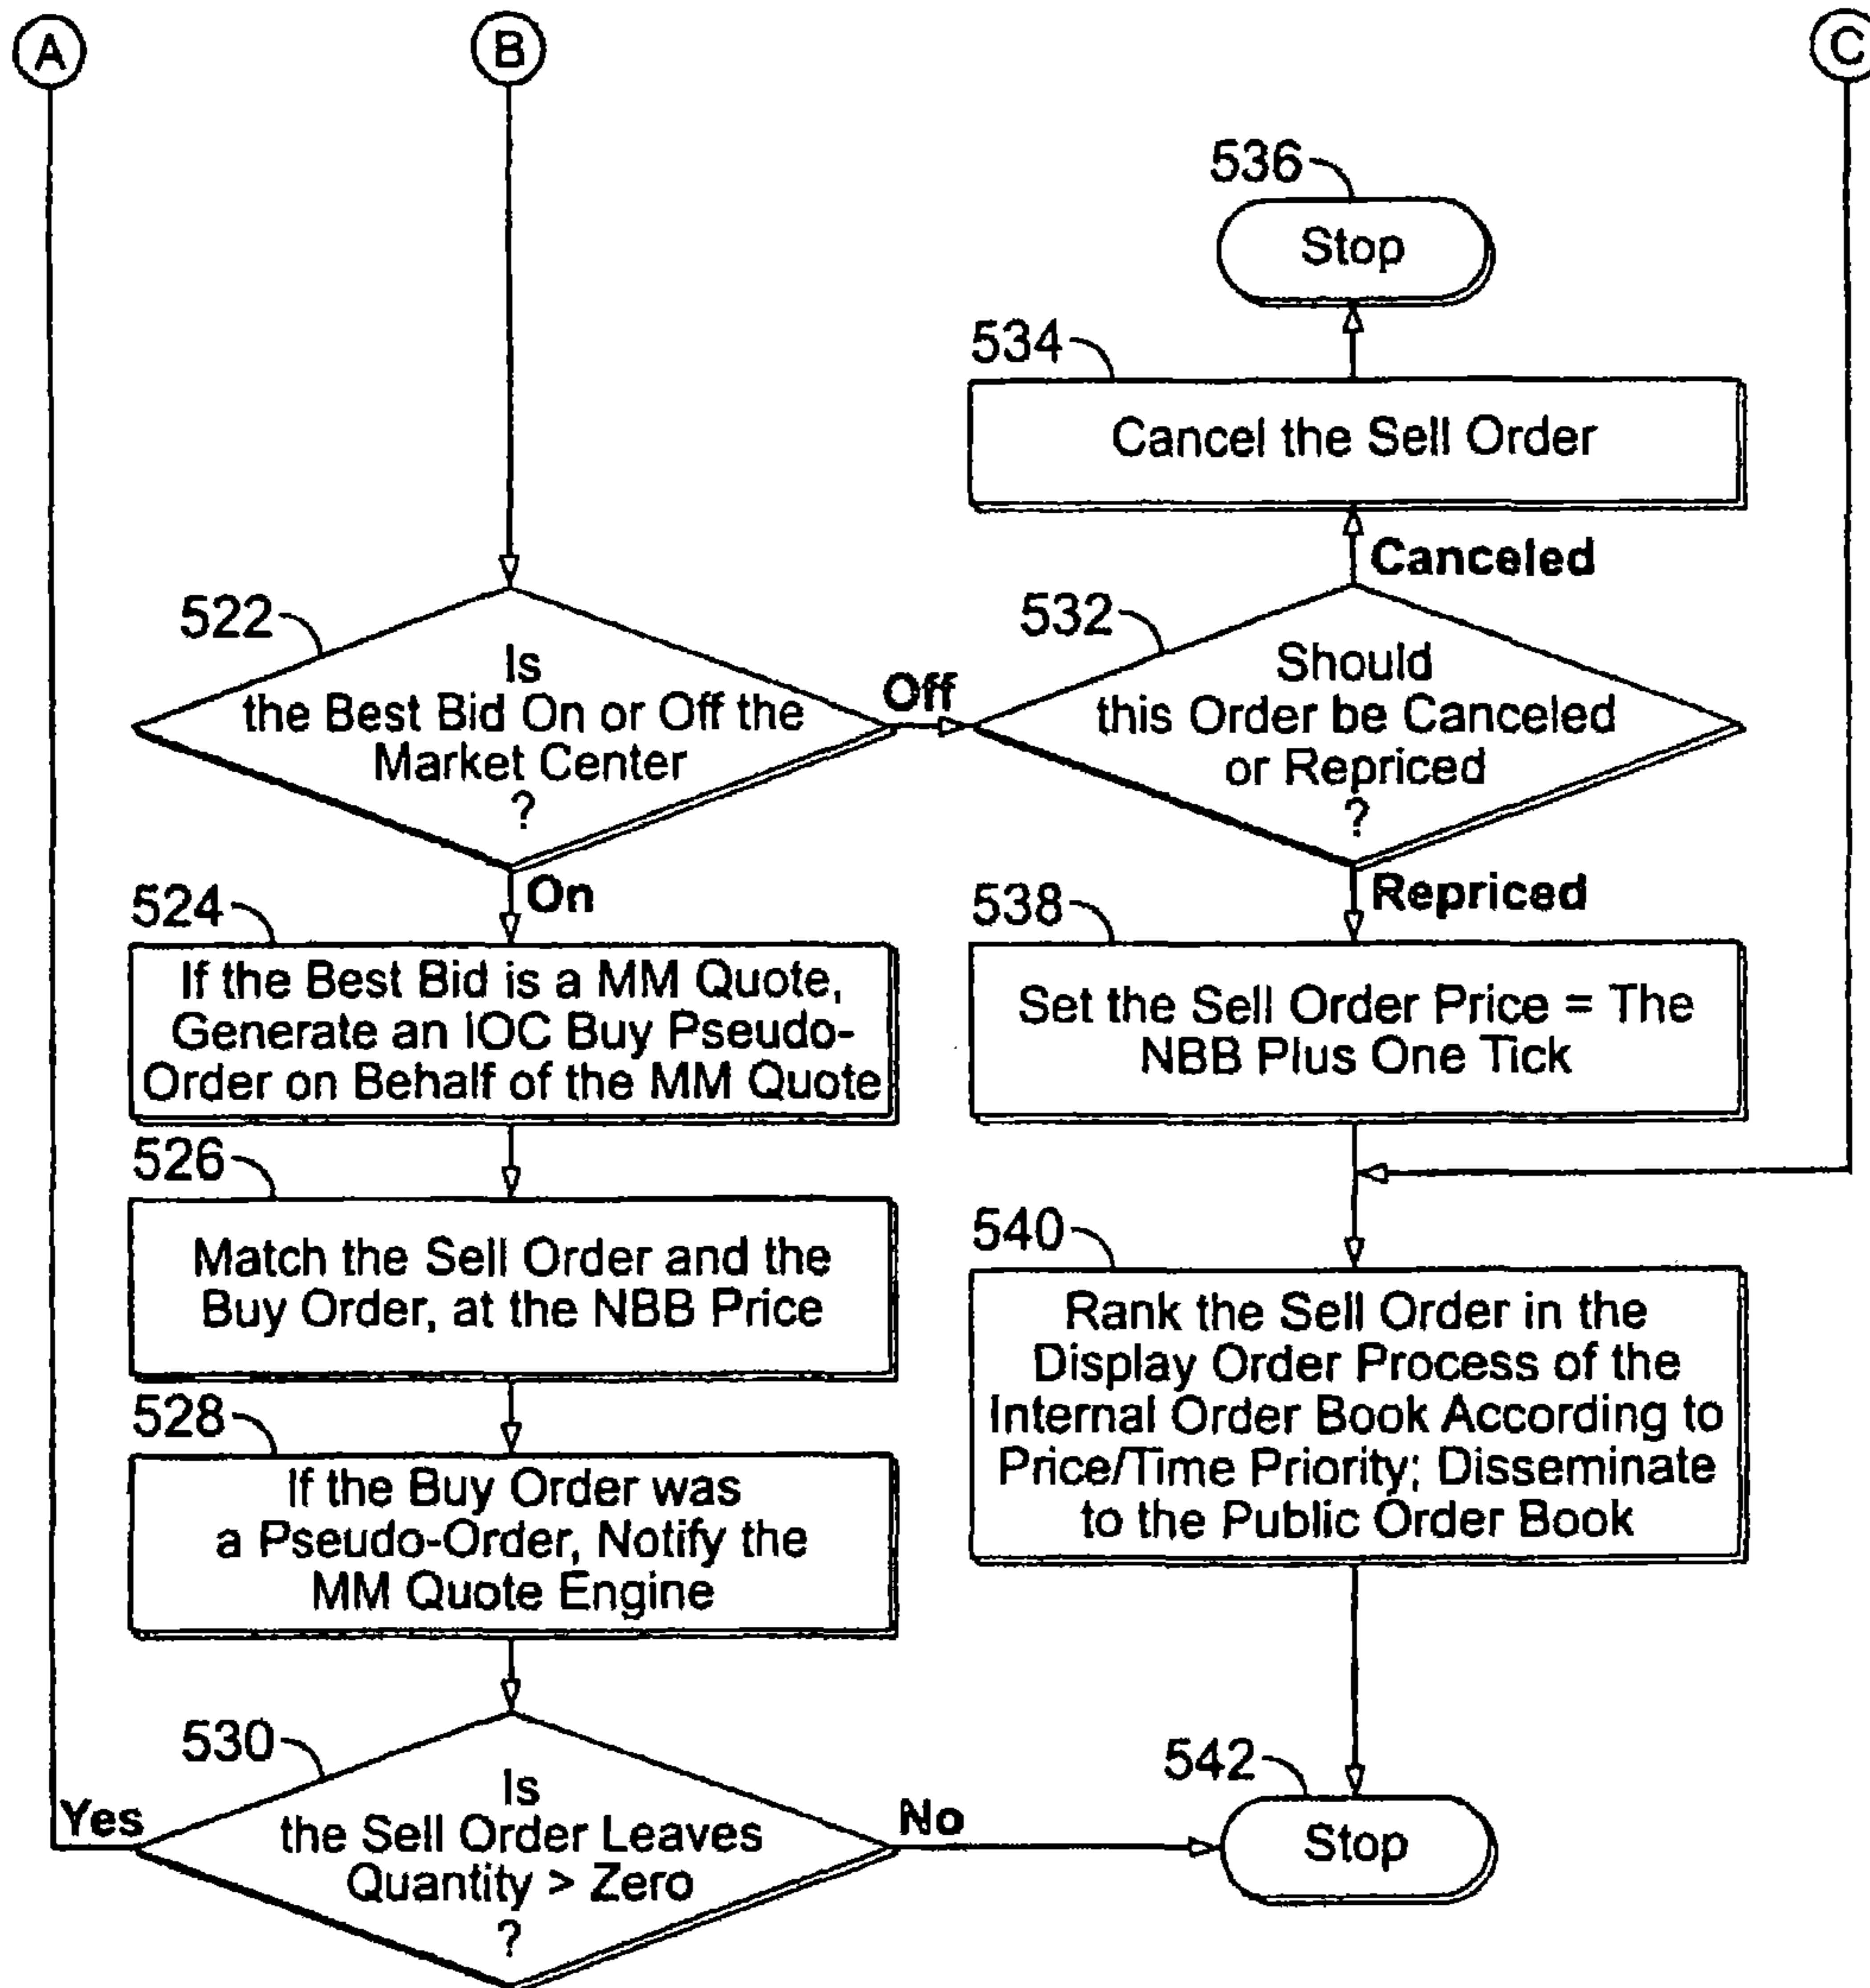 A
B
C
536
Stop
534
Cancel the Sell Order
Canceled
522
Is
the Best Bid On or Off the
Market Center
?
Off
532
Should
this Order be Canceled
or Repriced
?
On
Repriced
524
If the Best Bid is a MM Quote,
Generate an IOC Buy Pseudo-
Order on Behalf of the MM Quote
538
Set the Sell Order Price = The
NBB Plus One Tick
526
Match the Sell Order and the
Buy Order, at the NBB Price
540
Rank the Sell Order in the
Display Order Process of the
Internal Order Book According to
Price/Time Priority; Disseminate
to the Public Order Book
528
If the Buy Order was
a Pseudo-Order, Notify the
MM Quote Engine
530
Is
the Sell Order Leaves
Quantity > Zero
?
Yes
No
542
Stop